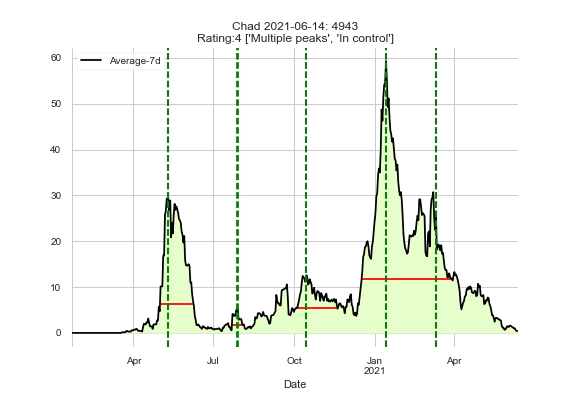 Chad 2021-06-14: 4943
Rating:4 ['Multiple peaks', 'In control']
Average-7d
60
50
40
30
20
10
0
Apr
Jul
Oct
Jan
2021
Apr
Date